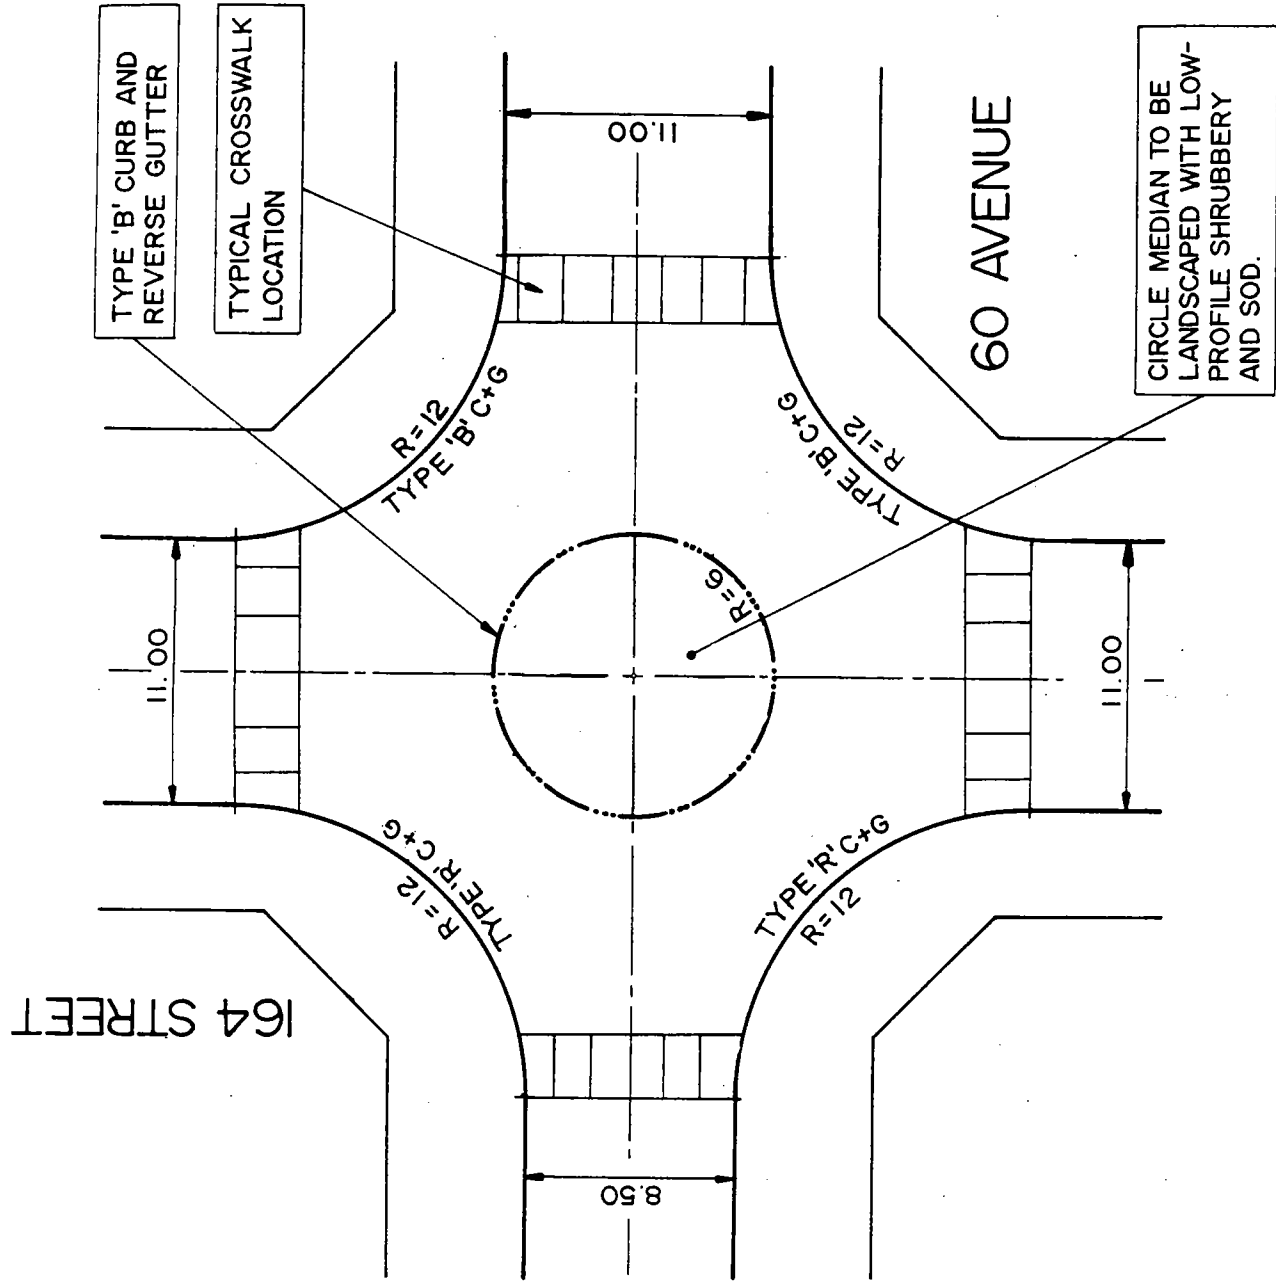 TYPE 'B' CURB AND
REVERSE GUTTER
TYPICAL CROSSWALK
LOCATION
11.00
60 AVENUE
CIRCLE MEDIAN TO BE
LANDSCAPED WITH LOW-
PROFILE SHRUBBERY
AND SOD.
R=12
TYPE 'B' C+G
TYPE 'B' C+G
R=12
R=6
11.00
11.00
TYPE 'R' C+G
R=12
TYPE 'R' C+G
R=12
164 STREET
8.50